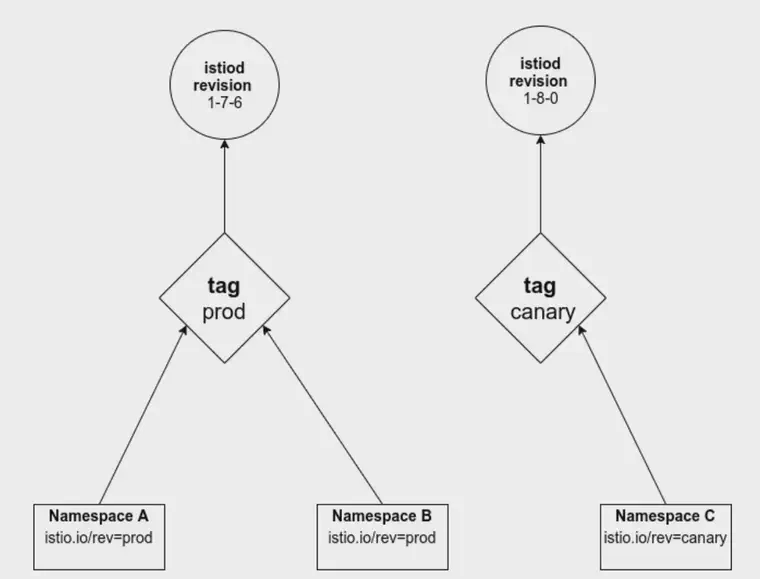 istiod
revision
1-7-6
istiod
revision
1-8-0
tag
prod
tag
canary
Namespace A
istio.io/rev=prod
Namespace B
istio.io/rev=prod
Namespace C
istio.io/rev=canary